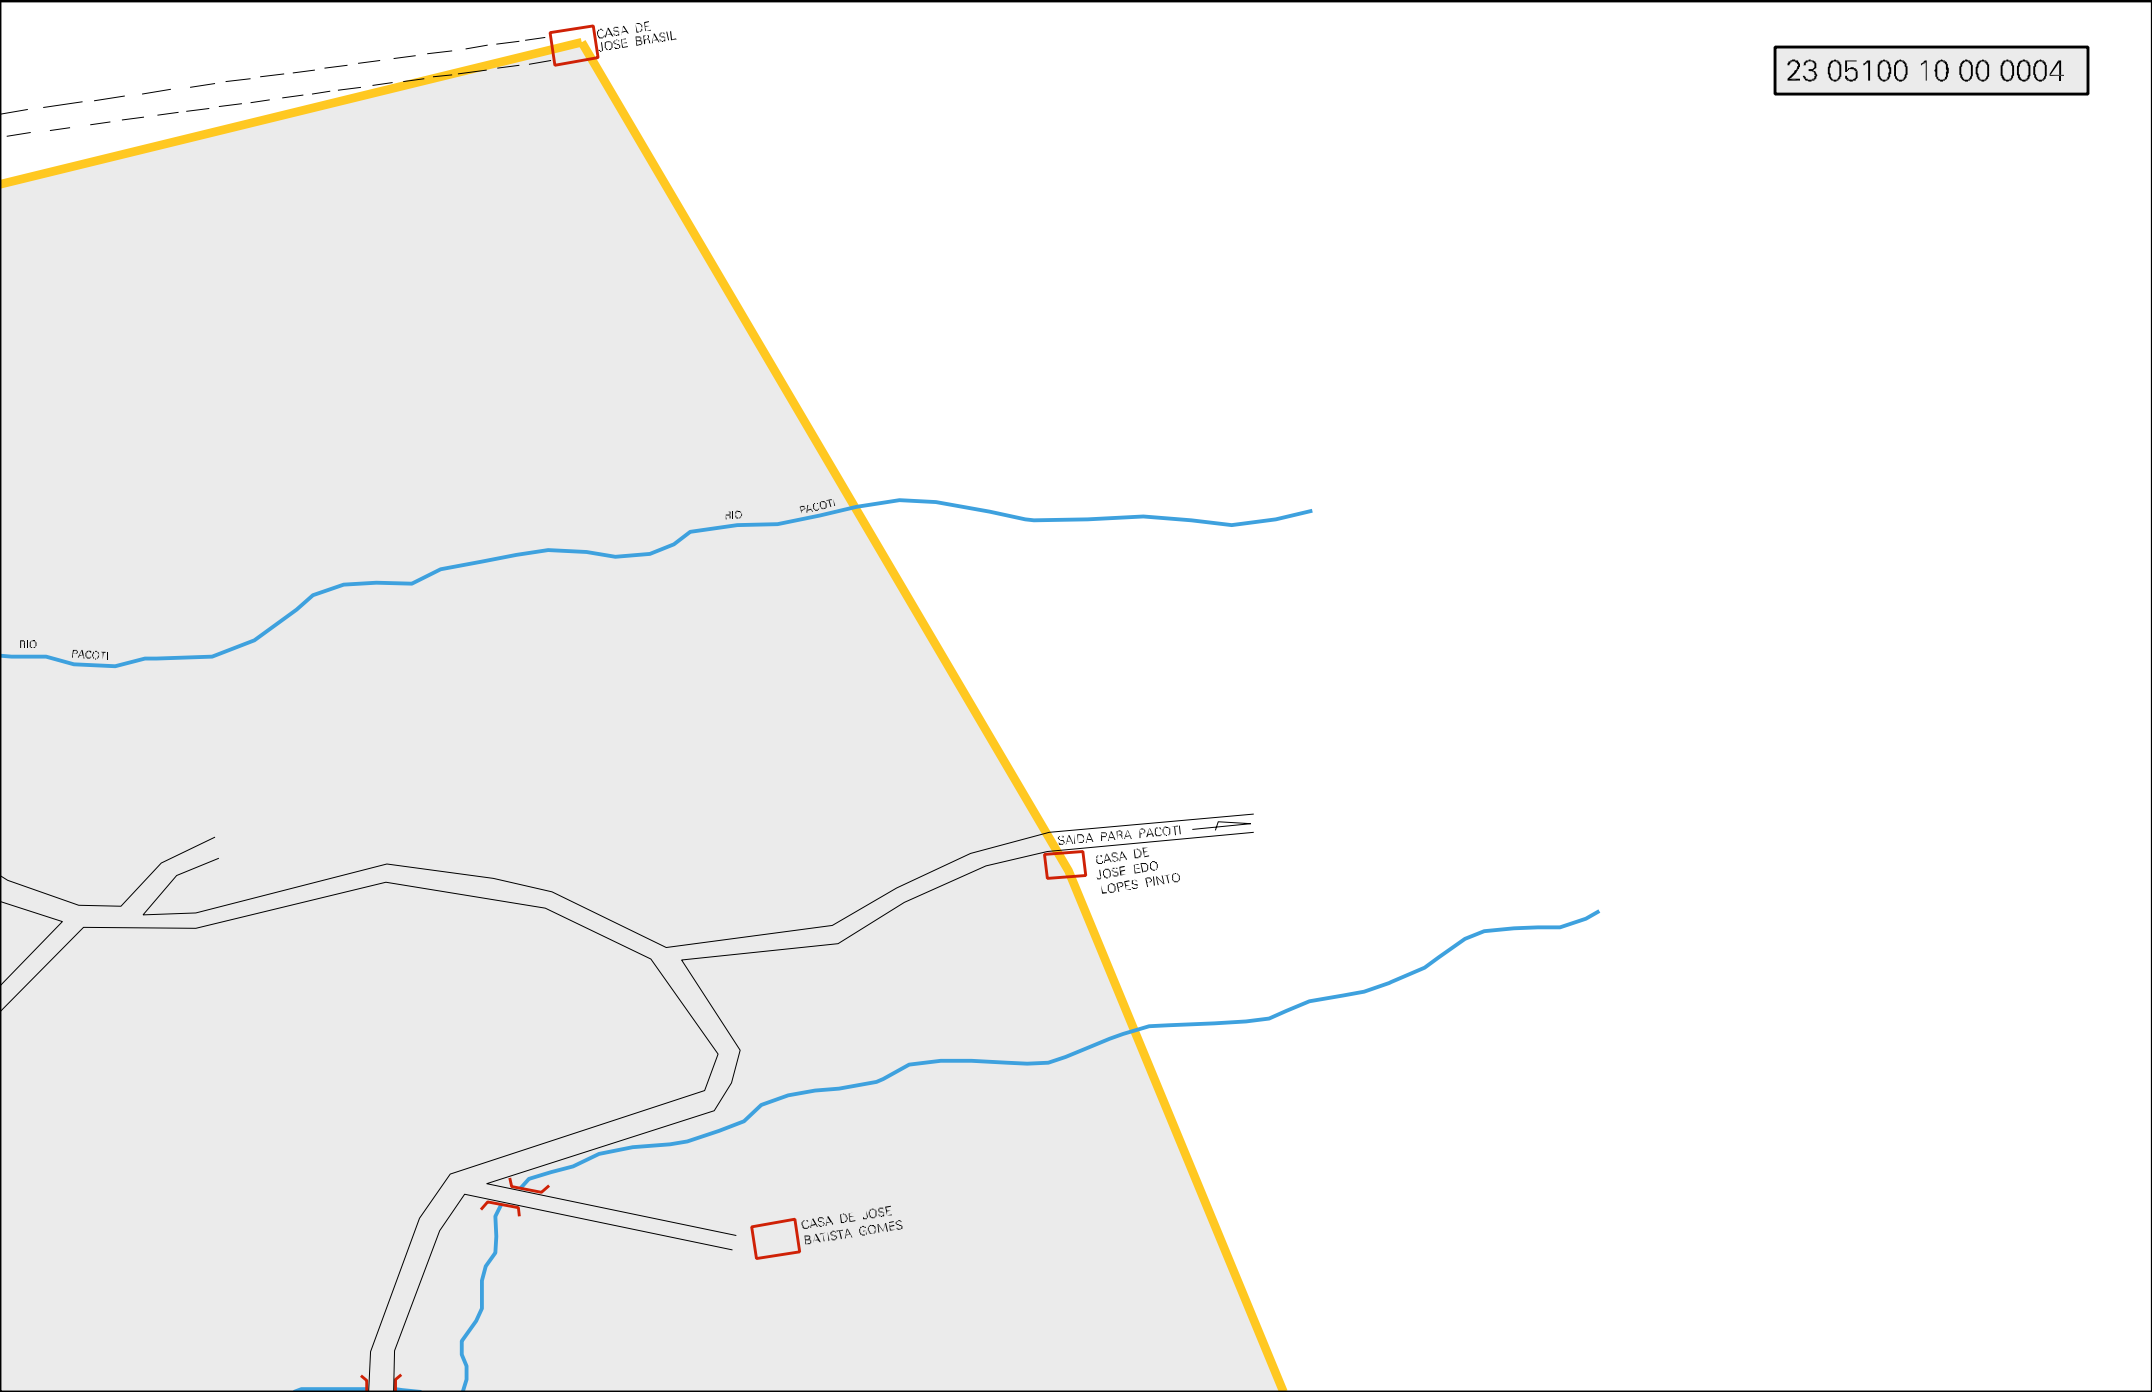 CASA DE
JOSE BRASIL
23 05100 10 00 0004
RIO PACOTI
RIO PACOTI
SAIDA PARA PACOTI
CASA DE
JOSE EDO
LOPES PINTO
CASA DE JOSE
BATISTA GOMES